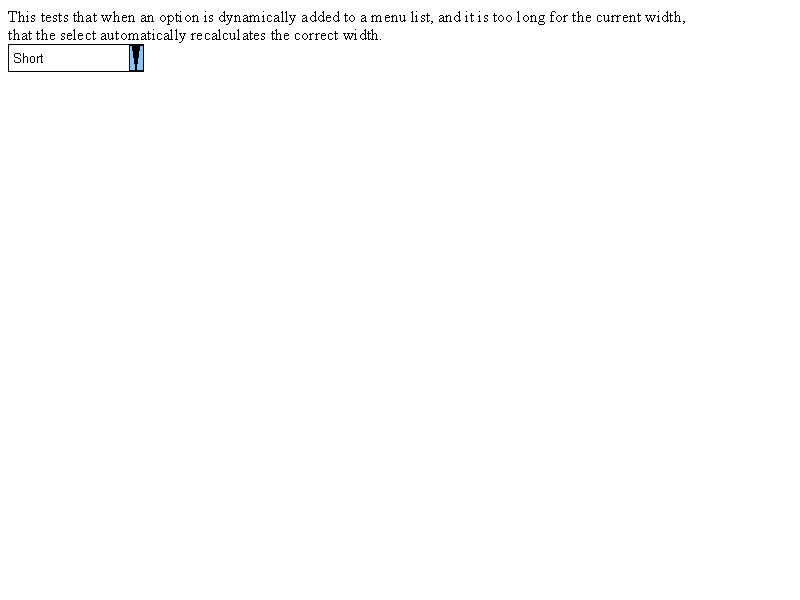 This tests that when an option is dynamically added to a menu list, and it is too long for the current width,
that the select automatically recalculates the correct width.
Short